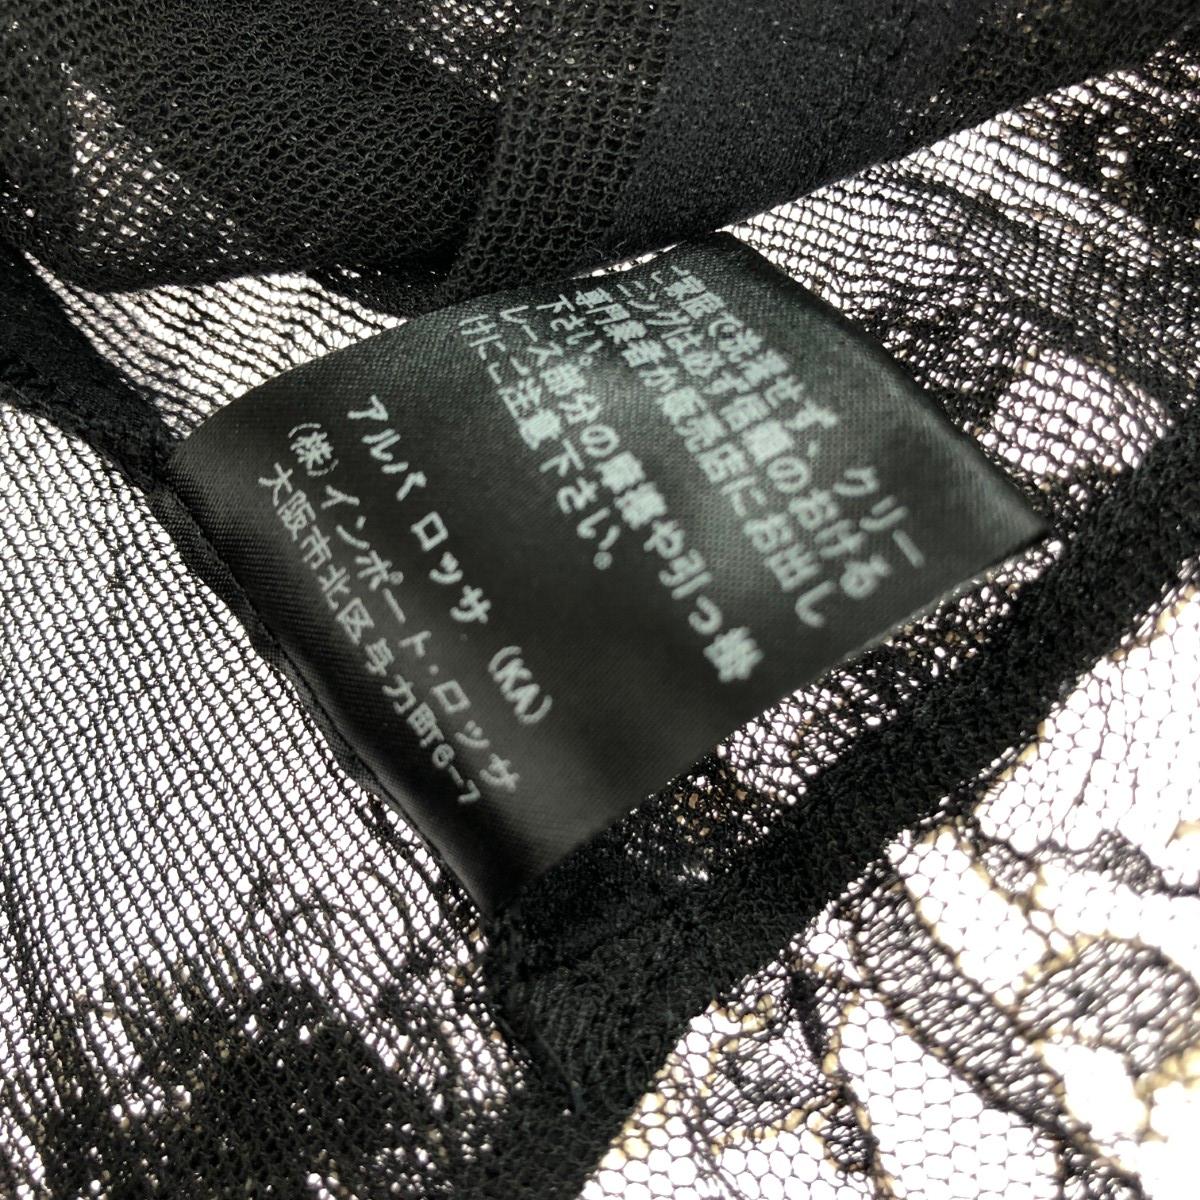 ご家庭で洗濯せず、クリー
ニングは必ず信頼のおける
専門業者か販売店にお出し
下さい。
レース部分の摩擦や引っ掛
けにご注意下さい。
アルバ ロッサ (KA)
(株)インポート・ロッサ
大阪市北区与力町6-7